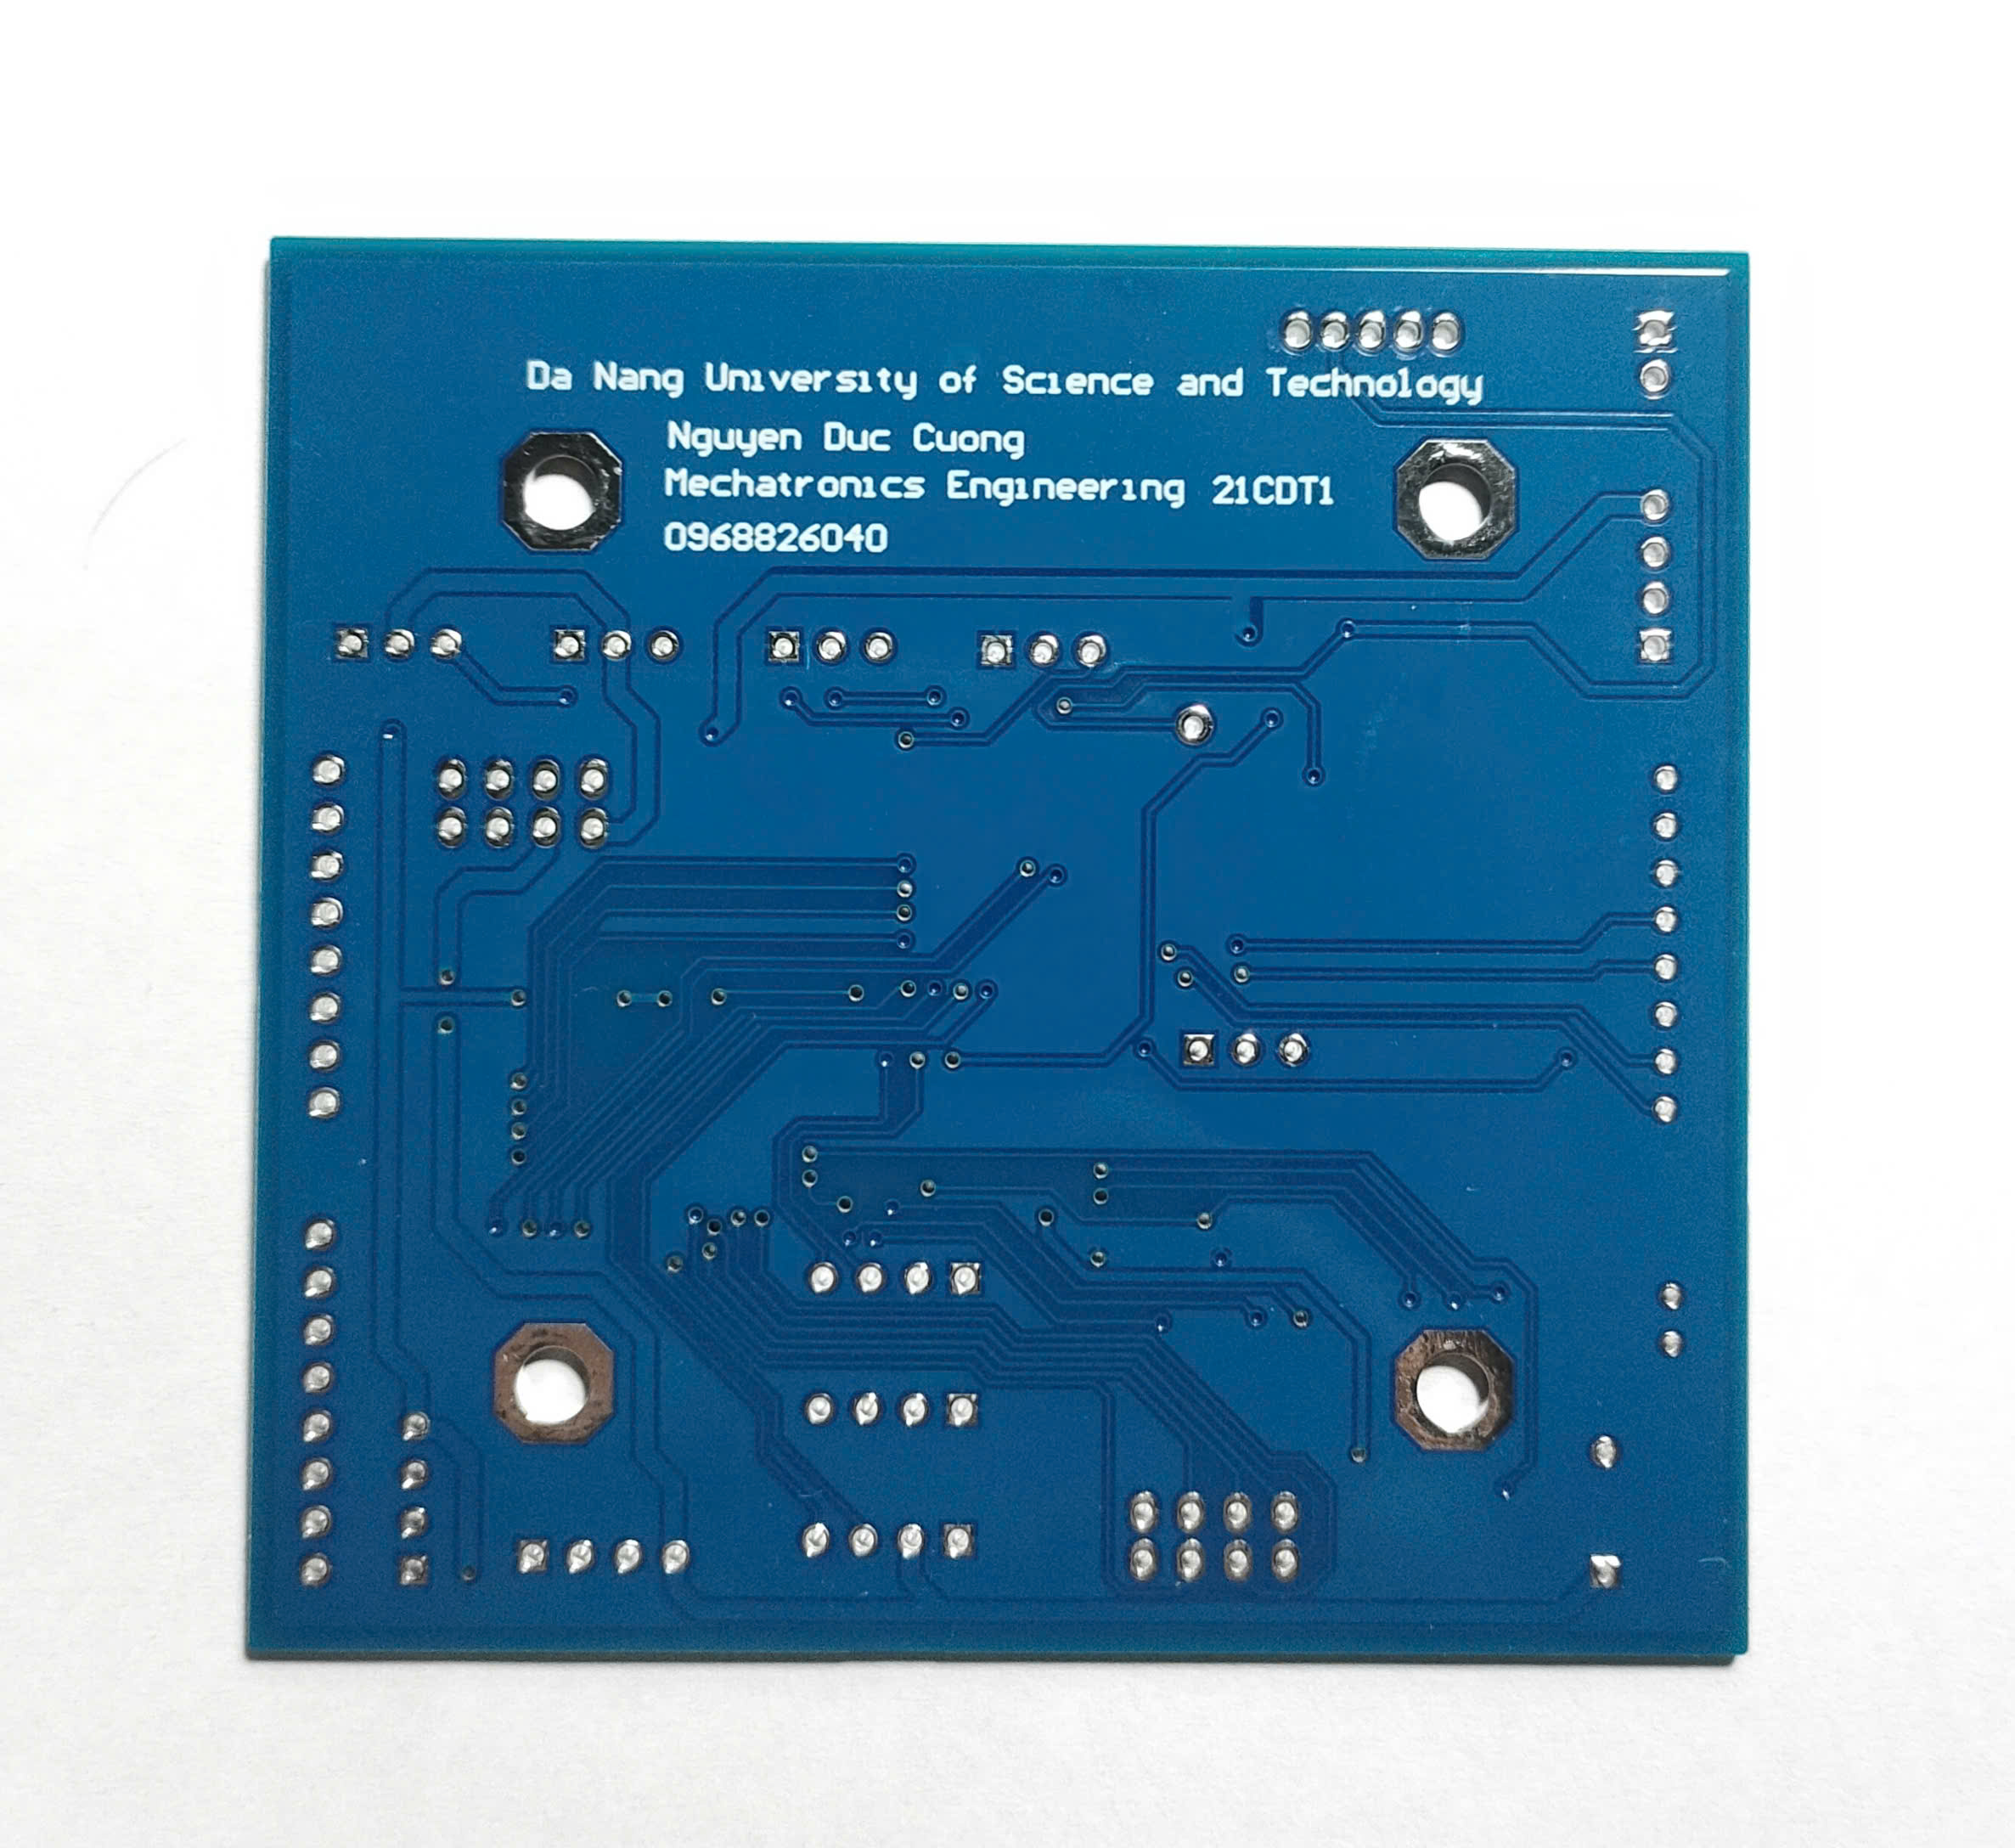 Da Nang University of Science and Technology
Nguyen Duc Cuong
Mechatronics Engineering 21CDT1
0968826040